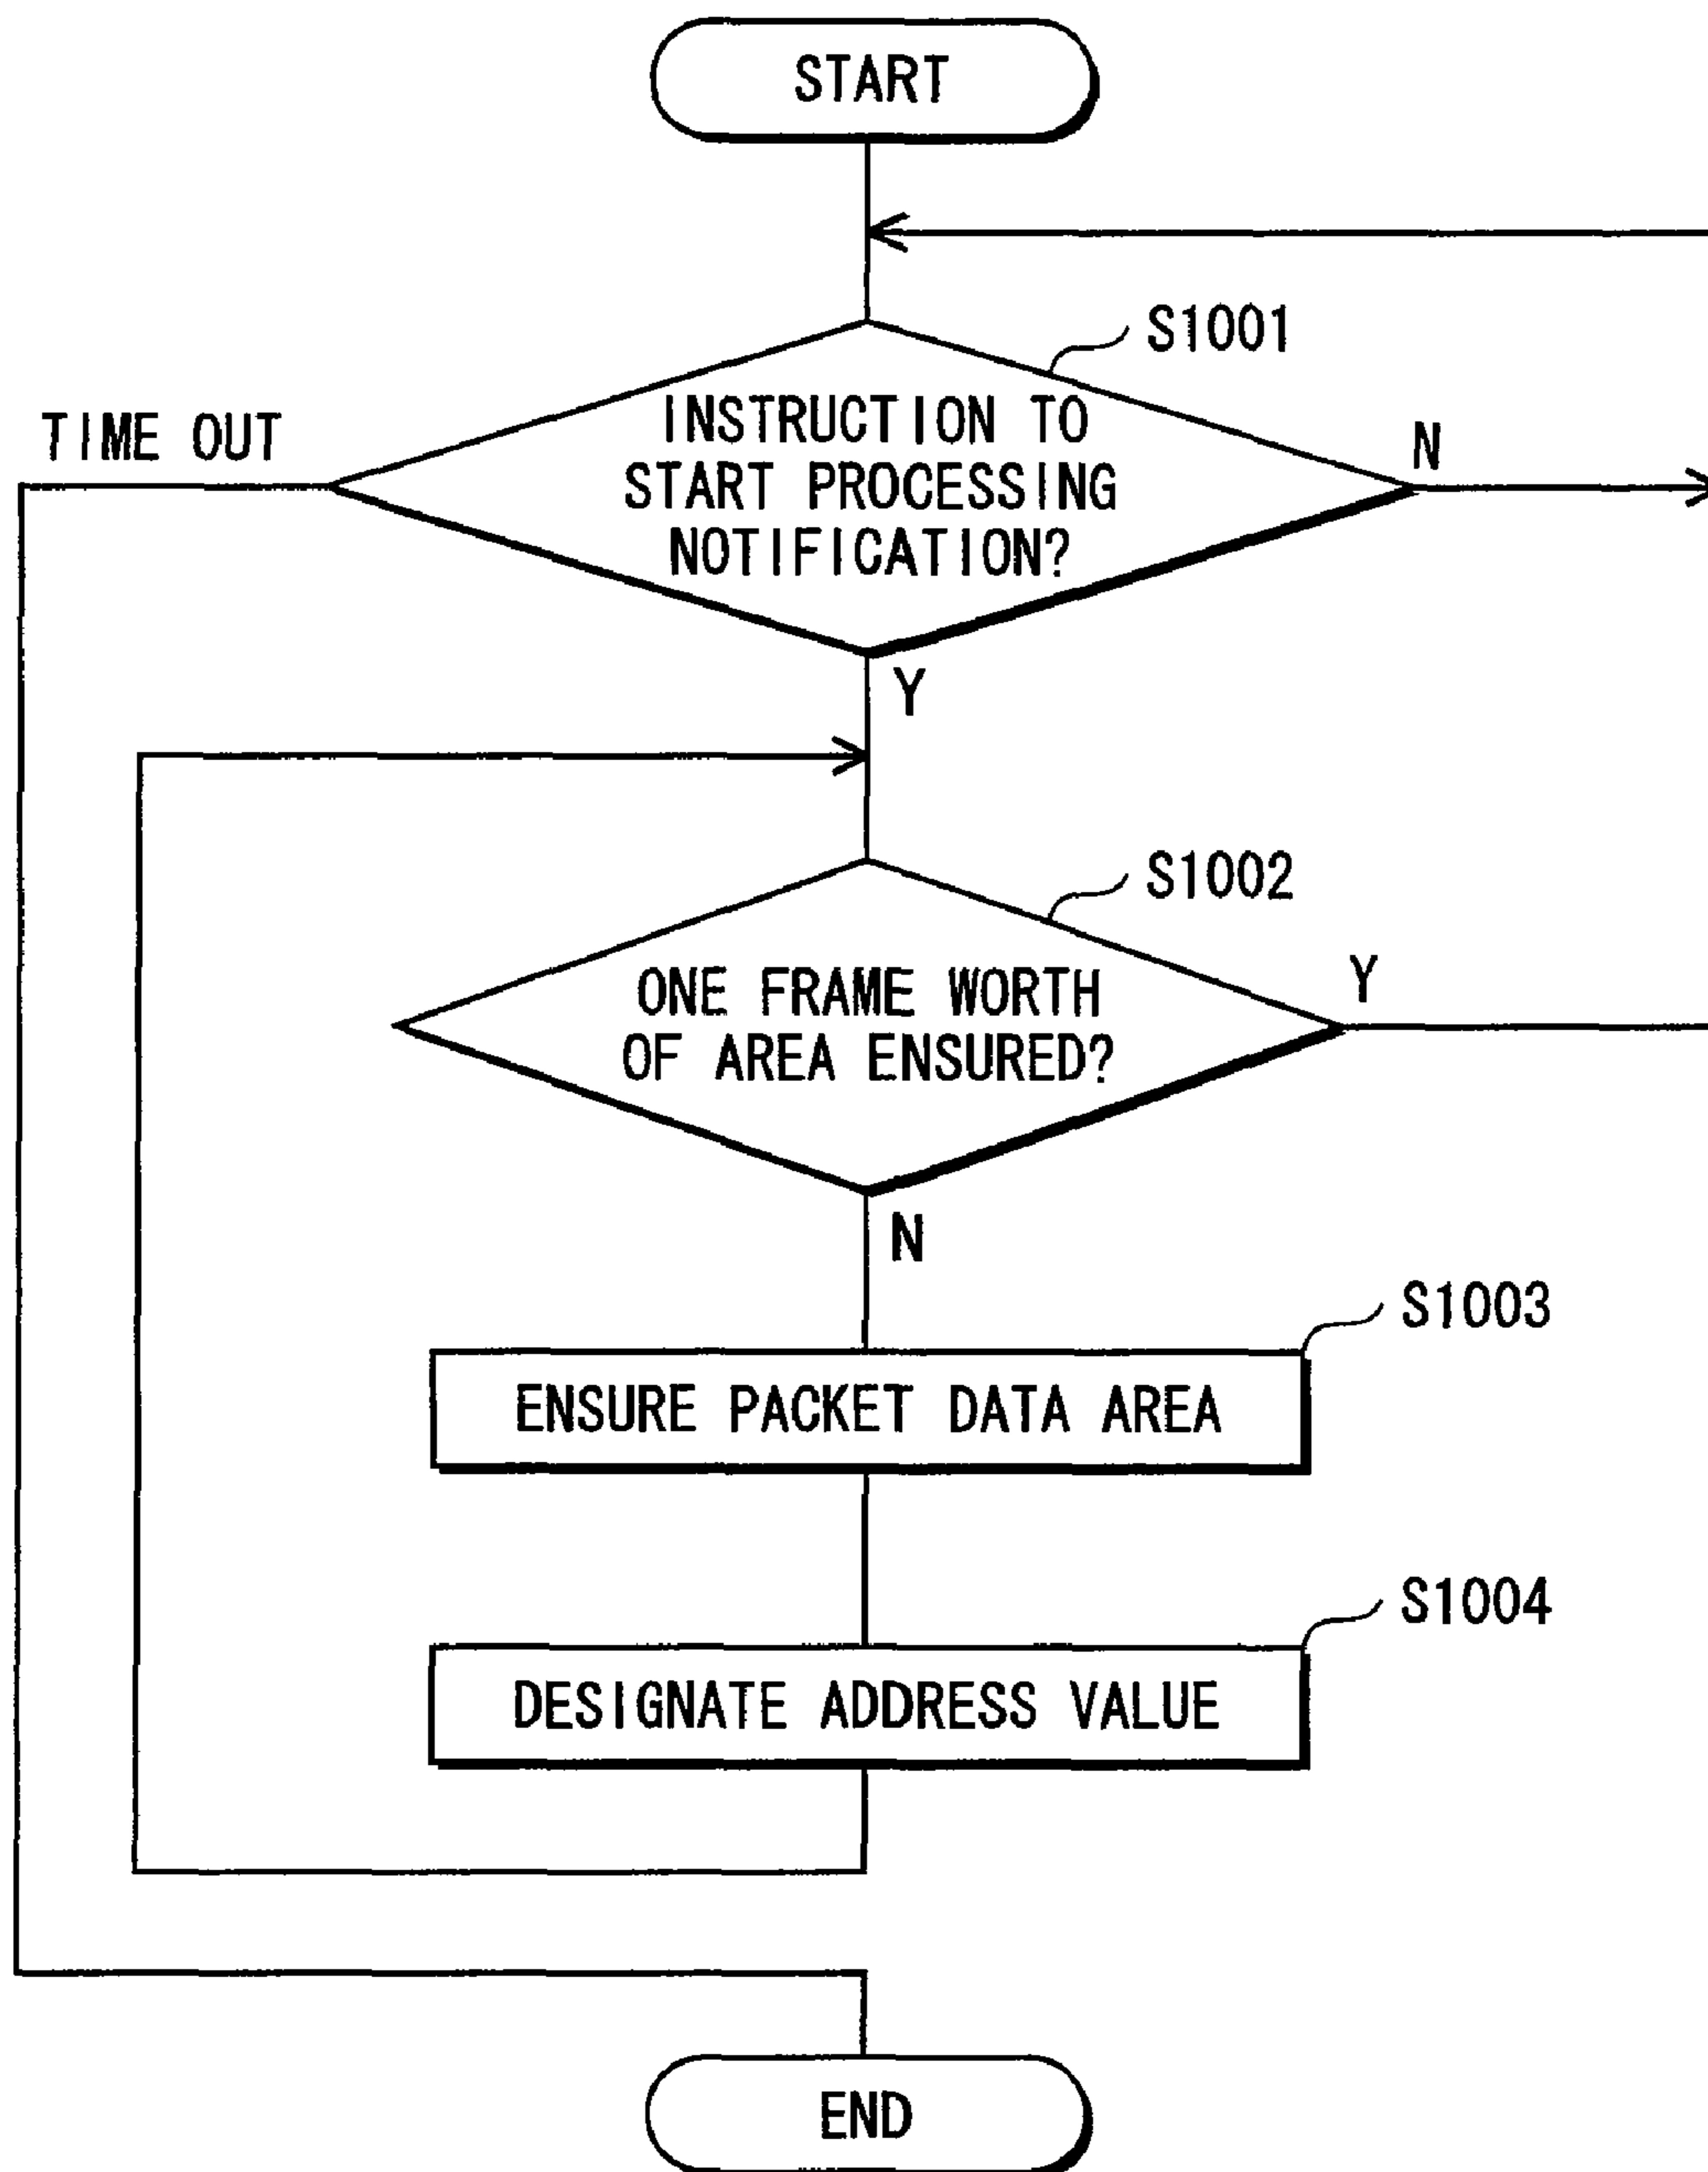 START
S1001
TIME OUT
INSTRUCTION TO
START PROCESSING
NOTIFICATION?
N
Y
S1002
ONE FRAME WORTH
OF AREA ENSURED?
Y
N
S1003
ENSURE PACKET DATA AREA
S1004
DESIGNATE ADDRESS VALUE
END